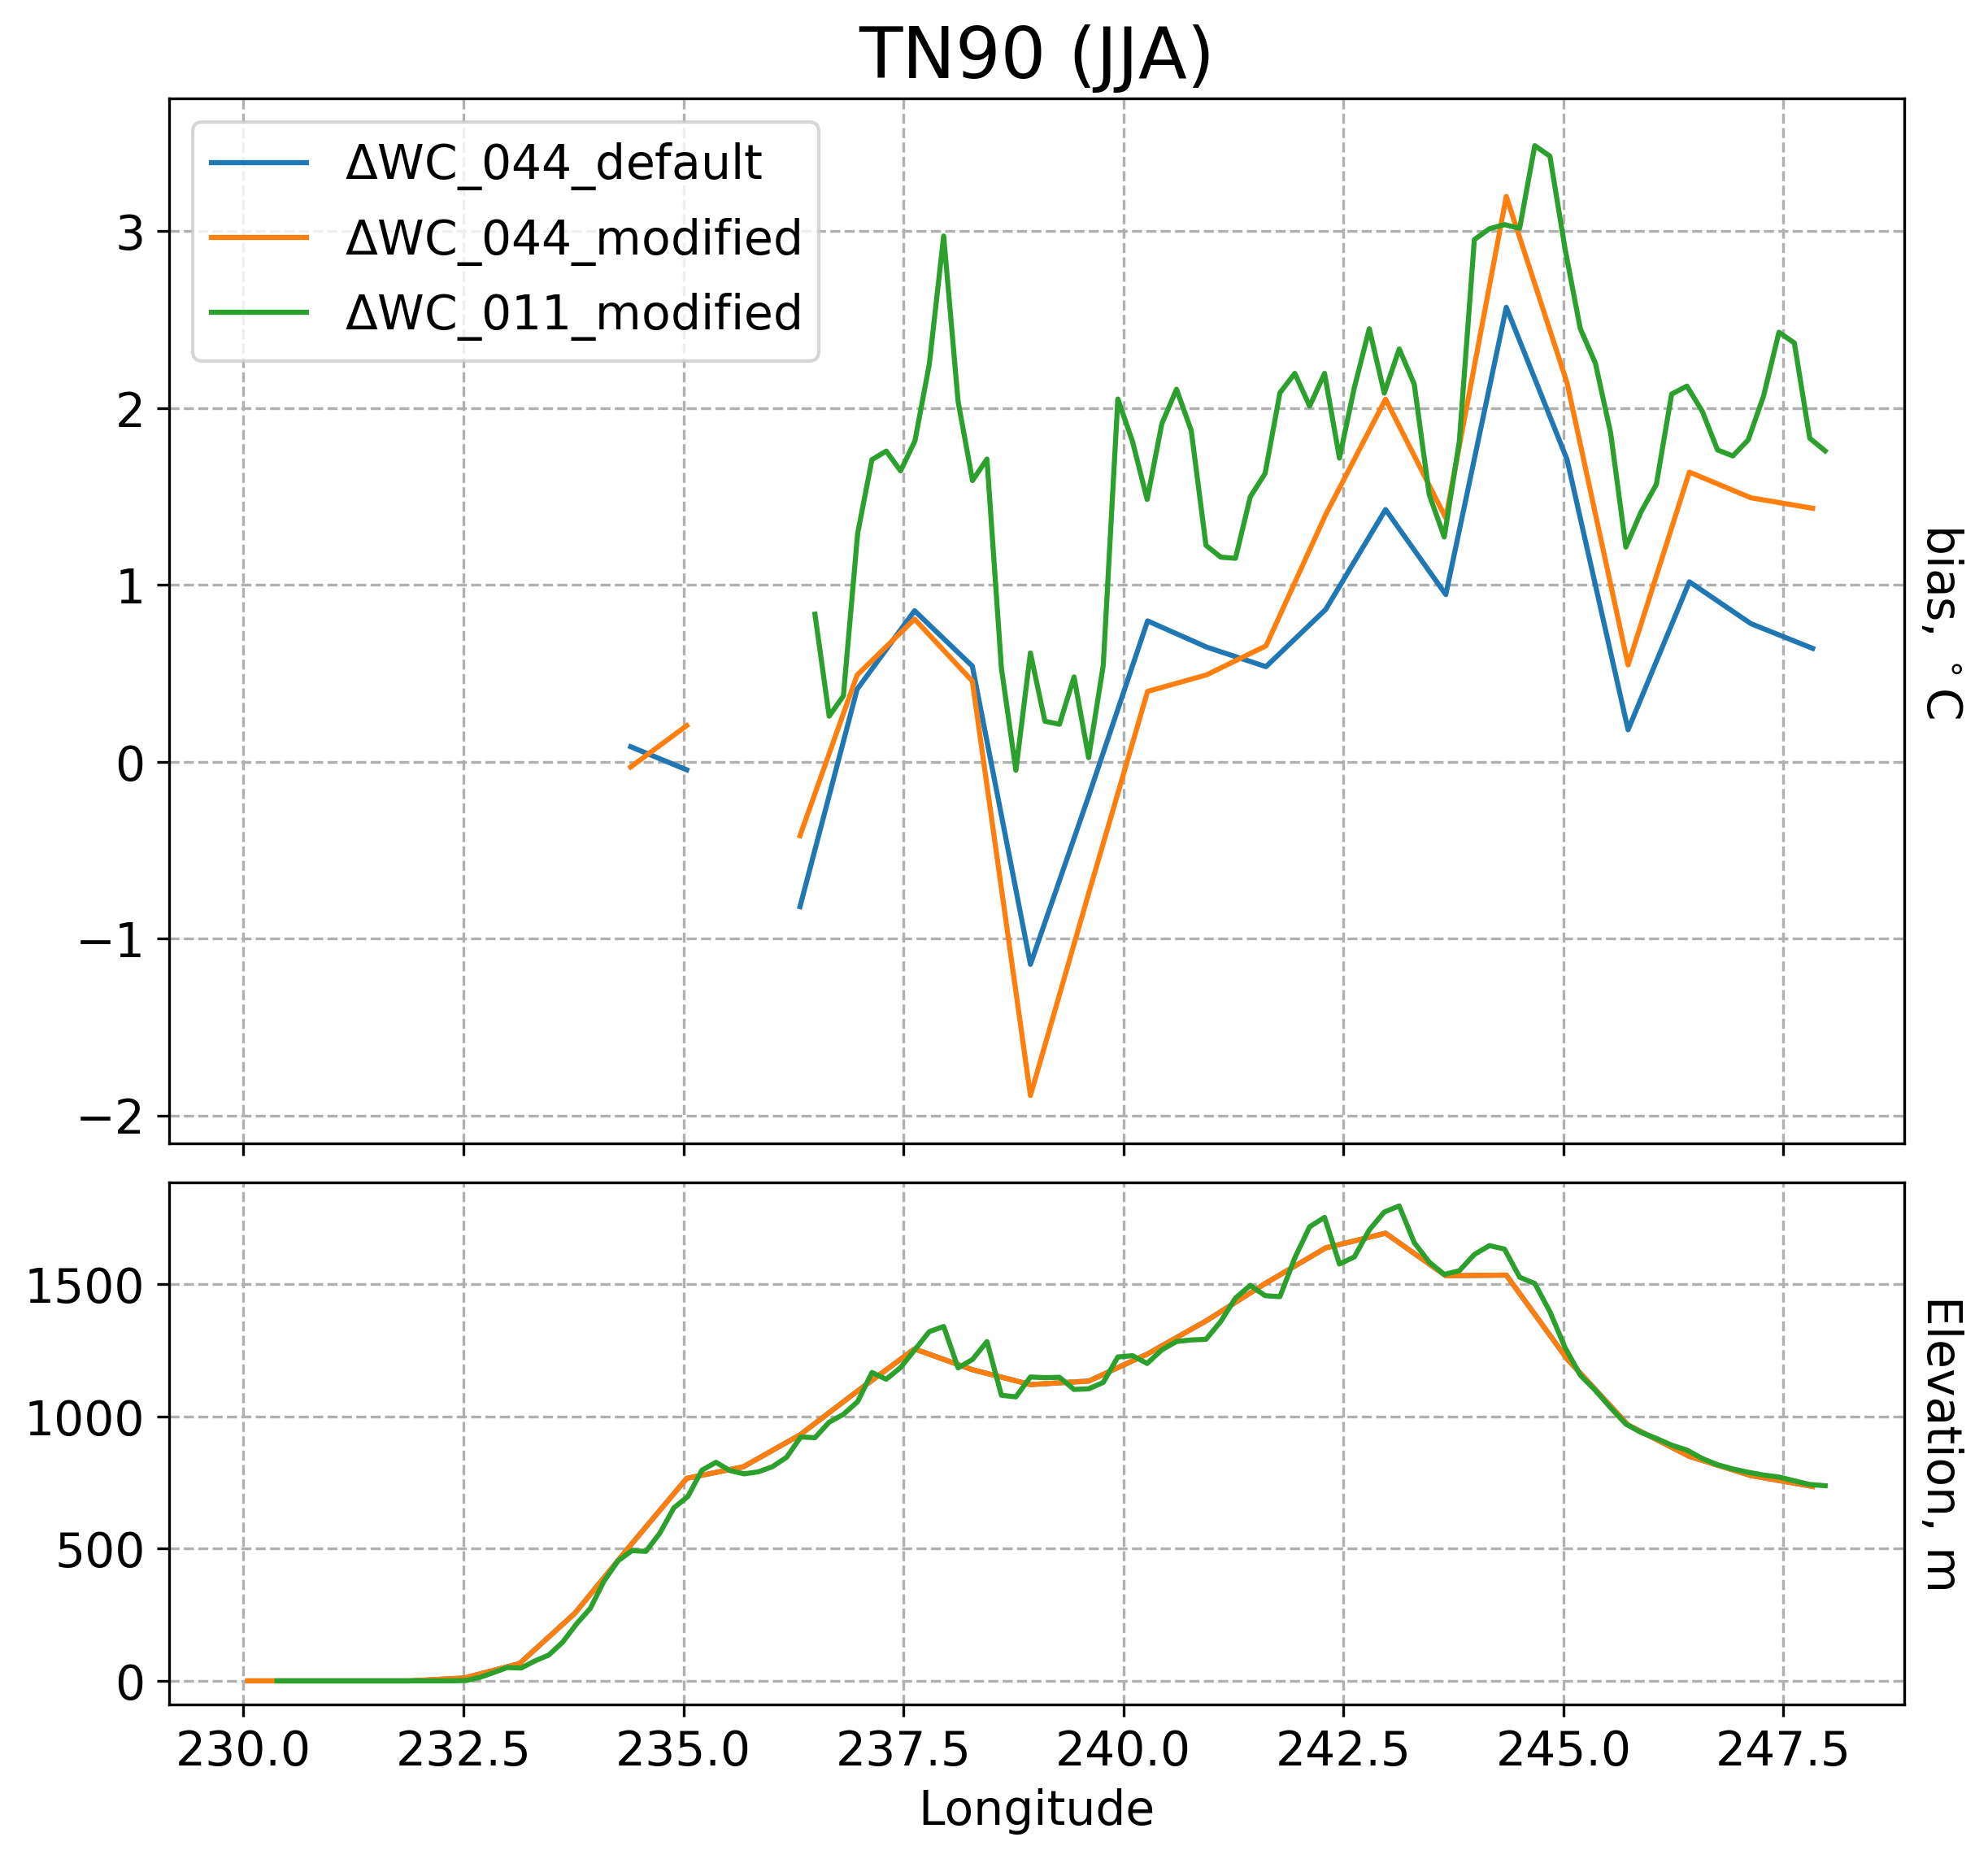 TN90 (JJA)
ΔWC_044_default
ΔWC_044_modified
ΔWC_011_modified
3
2
1
0
−1
−2
bias, °C
1500
1000
500
0
Elevation, m
230.0 232.5 235.0 237.5 240.0 242.5 245.0 247.5
Longitude